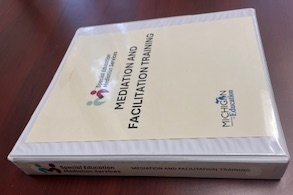 Special Education
Mediation Services
MEDIATION AND
FACILITATION TRAINING
MICHIGAN
Education
Special Education
Mediation Services
MEDIATION AND FACILITATION TRAINING